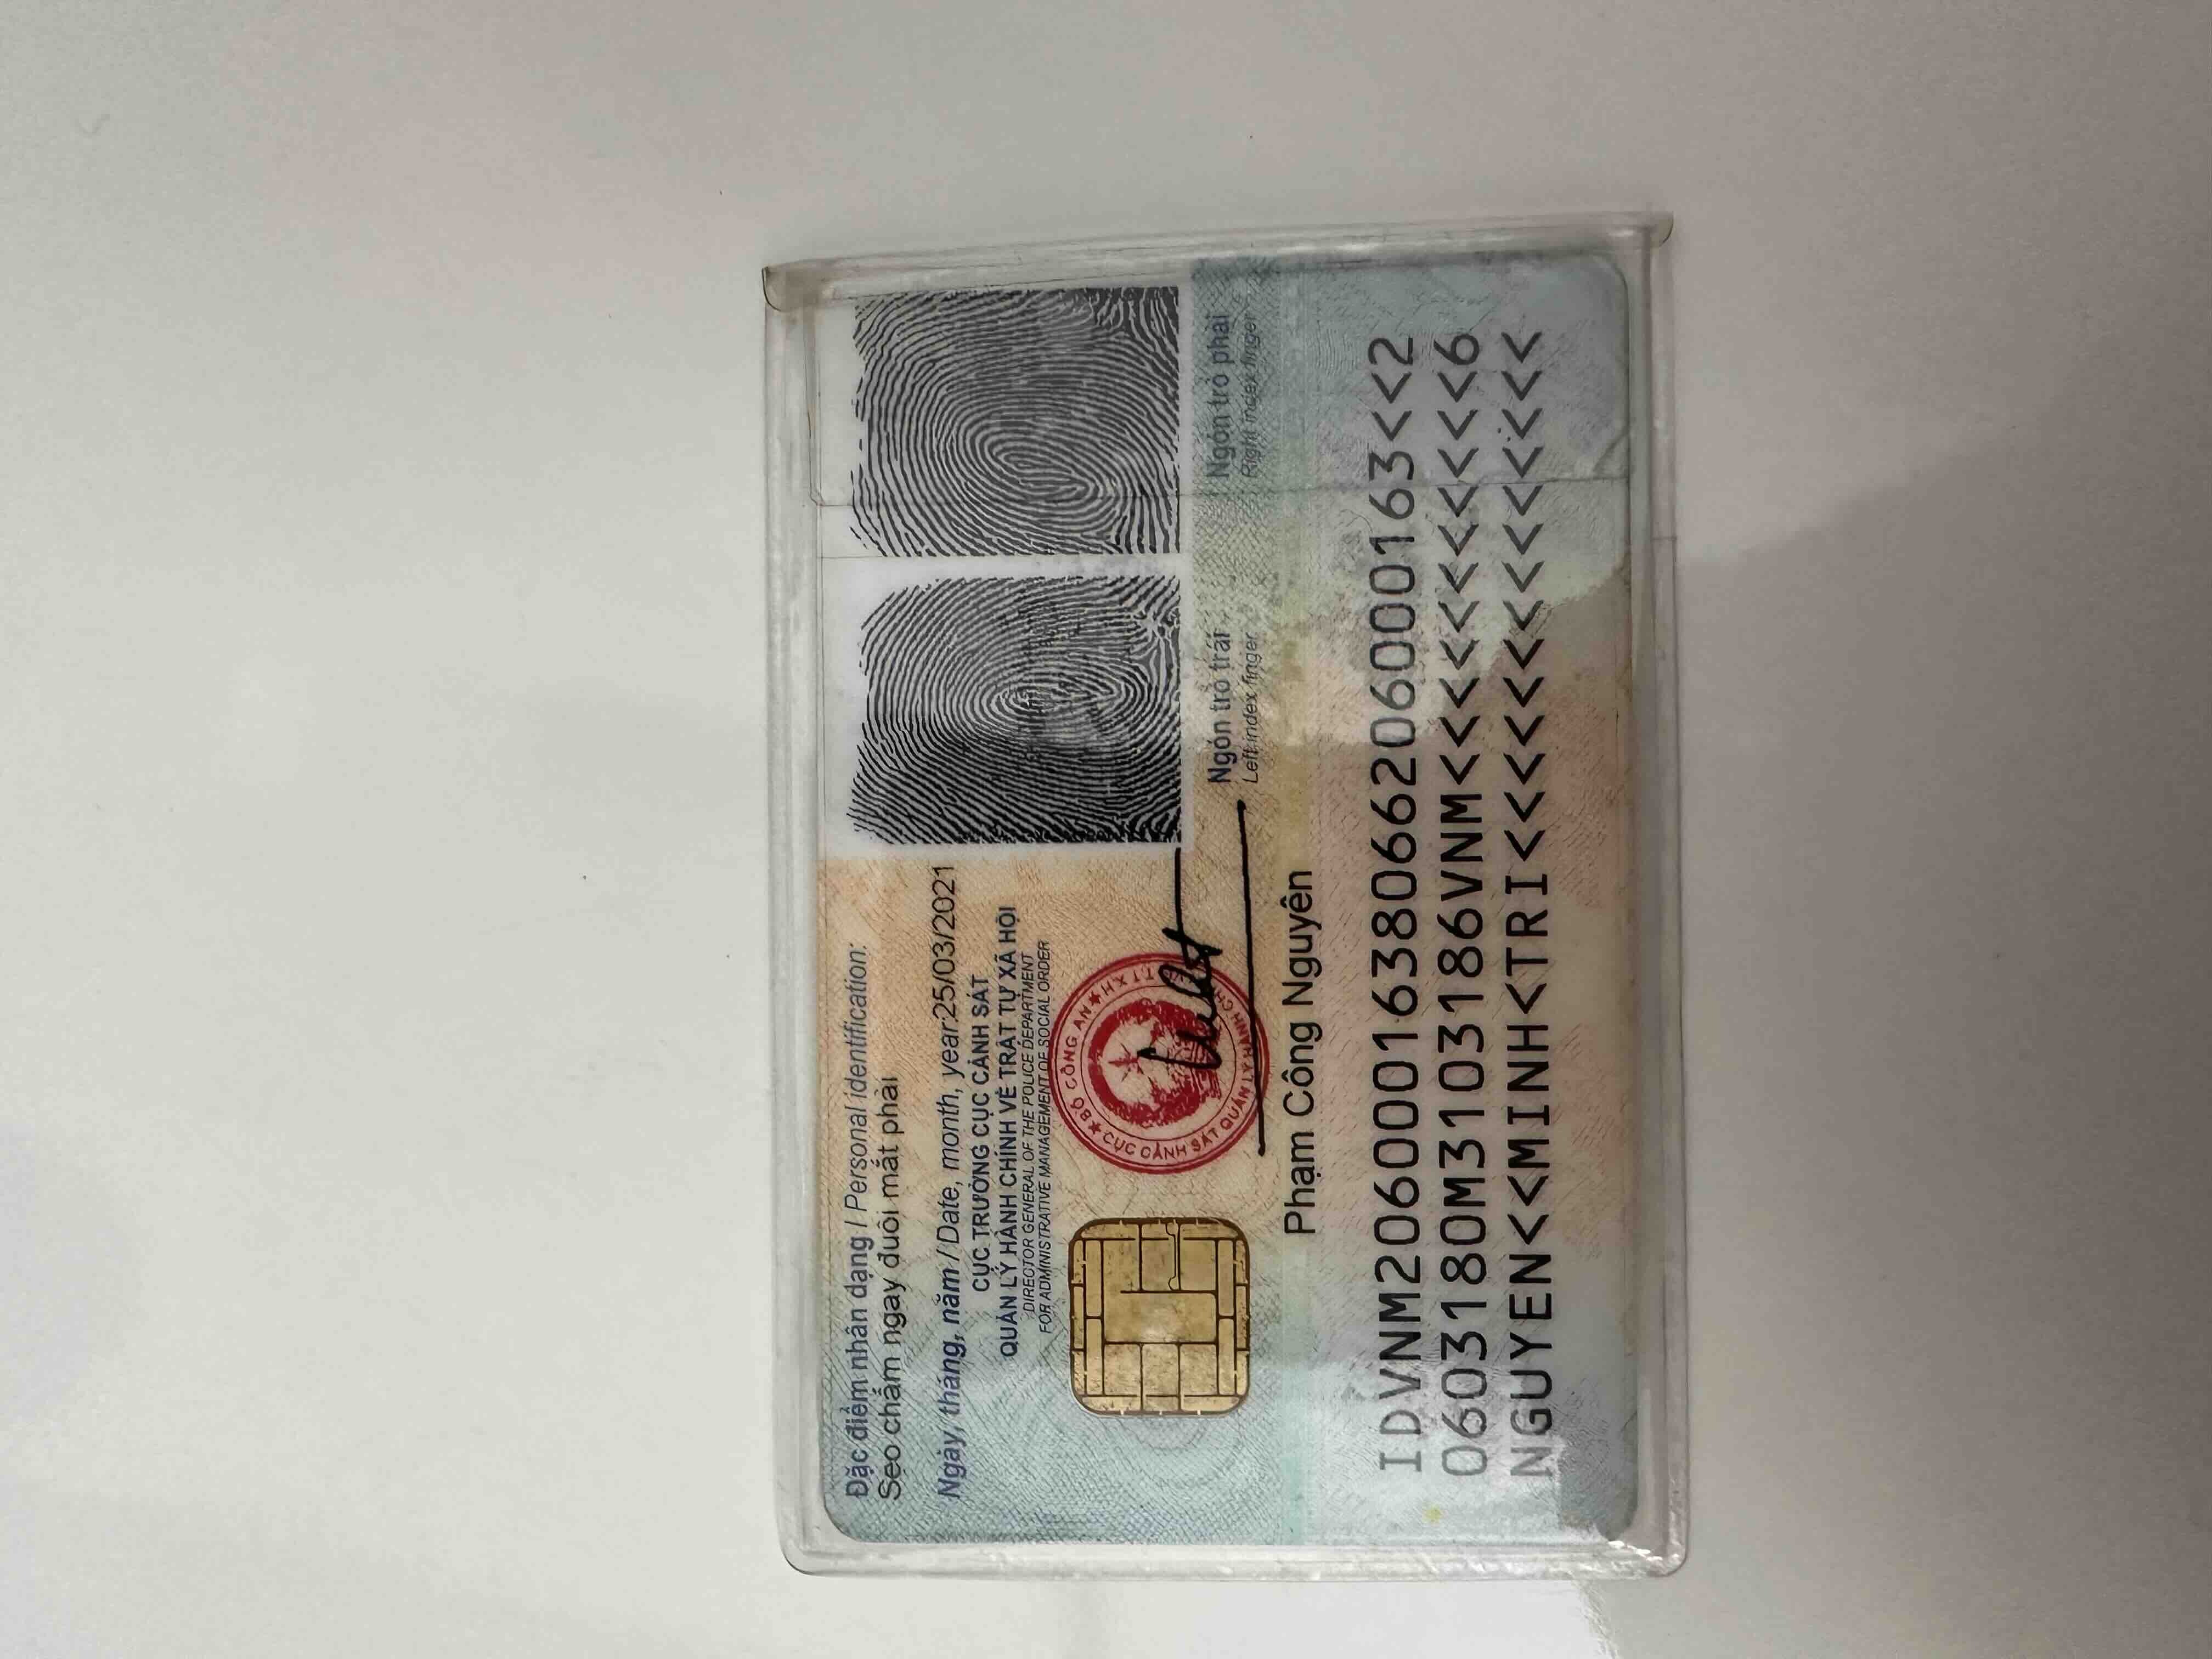 Đặc điểm nhân dạng / Personal identification:
Sẹo chấm ngay đuôi mắt phải
Ngày, tháng, năm / Date, month, year:25/03/2021
CỤC TRƯỞNG CỤC CẢNH SÁT
QUẢN LÝ HÀNH CHÍNH VỀ TRẬT TỰ XÃ HỘI
DIRECTOR GENERAL OF THE POLICE DEPARTMENT
FOR ADMINISTRATIVE MANAGEMENT OF SOCIAL ORDER
BỘ CÔNG AN
CỤC CẢNH SÁT QUẢN LÝ HÀNH CHÍNH
Phạm Công Nguyên
Ngón trỏ trái
Left index finger
Ngón trỏ phải
Right index finger
IDVNM2060001638066206000163<<2
0603180M3103186VNM<<<<<<<<<<<6
NGUYEN<<MINH<TRI<<<<<<<<<<<<<<